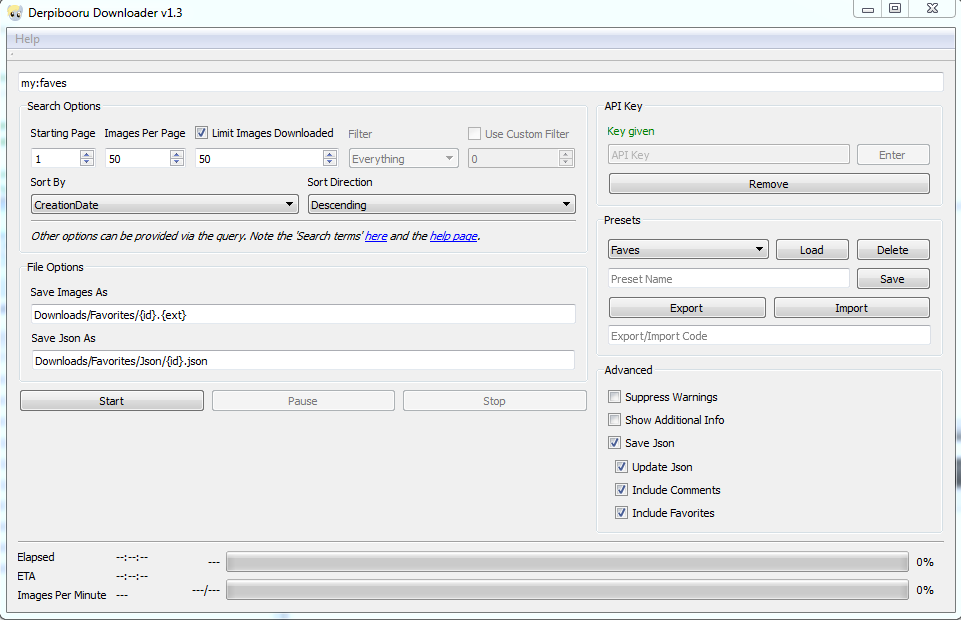 Derpibooru Downloader v1.3
Help
my:faves
Search Options
Starting Page Images Per Page Limit Images Downloaded Filter Use Custom Filter
1 50 50 Everything 0
Sort By Sort Direction
CreationDate Descending
Other options can be provided via the query. Note the 'Search terms' here and the help page.
File Options
Save Images As
Downloads/Favorites/{id}.{ext}
Save Json As
Downloads/Favorites/Json/{id}.json
Start Pause Stop
API Key
Key given
API Key Enter
Remove
Presets
Faves Load Delete
Preset Name Save
Export Import
Export/Import Code
Advanced
Suppress Warnings
Show Additional Info
Save Json
Update Json
Include Comments
Include Favorites
Elapsed --:--:-- --- 0%
ETA --:--:--
Images Per Minute --- ---/--- 0%